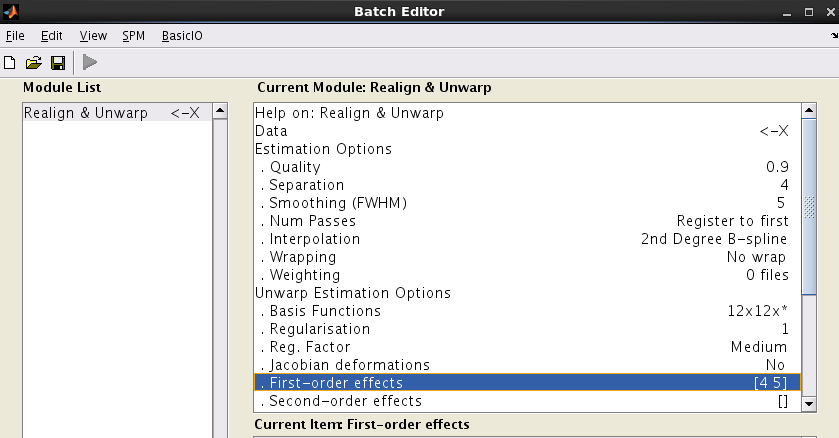 Batch Editor
File Edit View SPM BasicIO
Module List
Current Module: Realign & Unwarp
Realign & Unwarp <-X
Help on: Realign & Unwarp
Data <-X
Estimation Options
. Quality 0.9
. Separation 4
. Smoothing (FWHM) 5
. Num Passes Register to first
. Interpolation 2nd Degree B-spline
. Wrapping No wrap
. Weighting 0 files
Unwarp Estimation Options
. Basis Functions 12x12x*
. Regularisation 1
. Reg. Factor Medium
. Jacobian deformations No
. First-order effects [4 5]
. Second-order effects []
Current Item: First-order effects